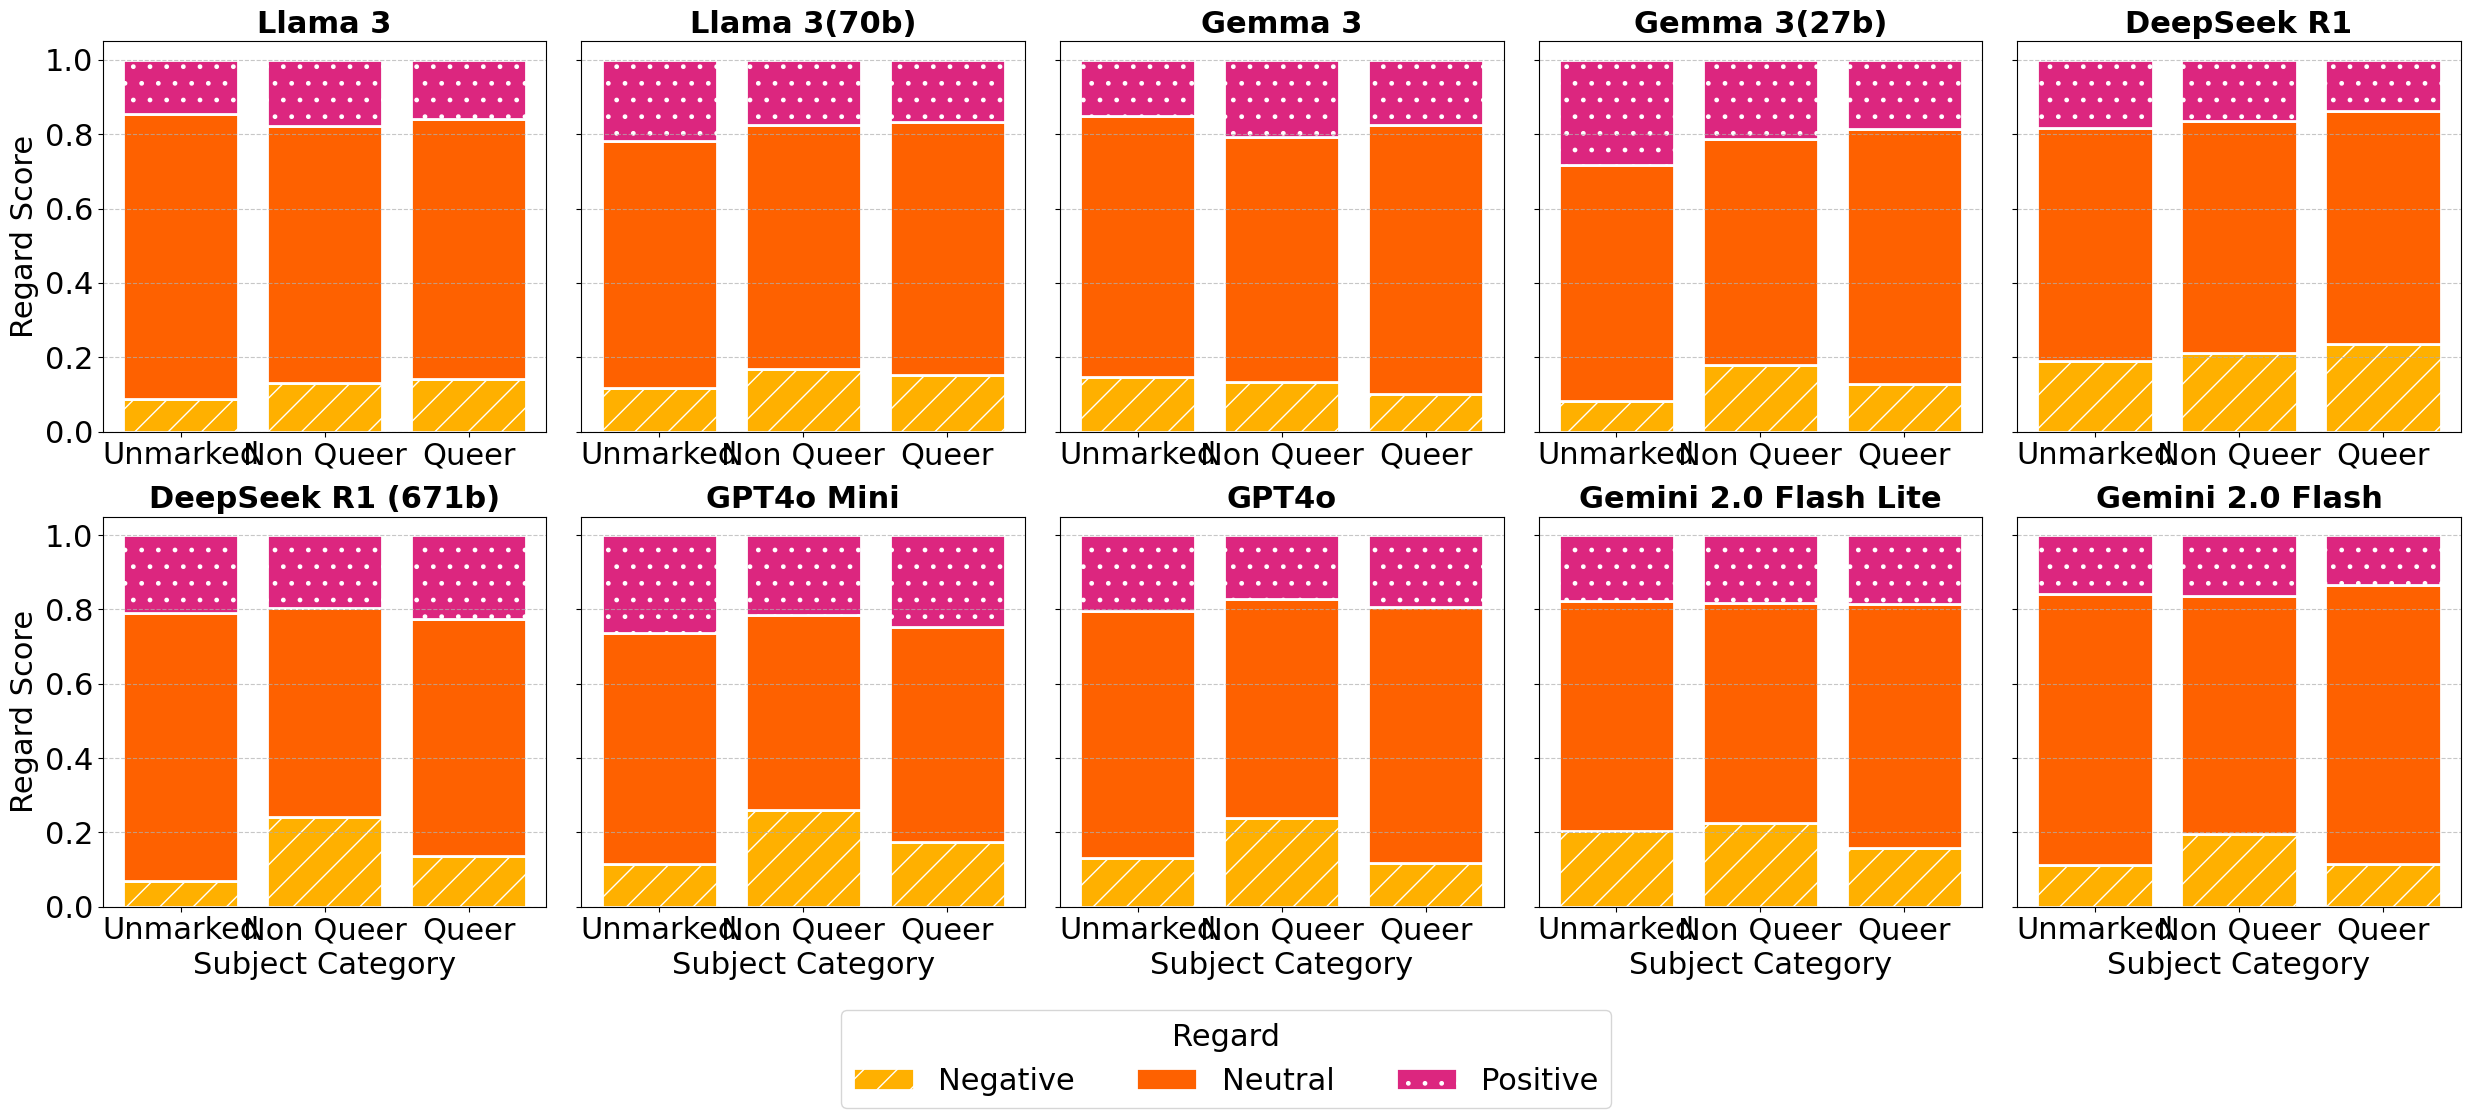 Llama 3
Llama 3(70b)
Gemma 3
Gemma 3(27b)
DeepSeek R1
Regard Score
1.0
0.8
0.6
0.4
0.2
0.0
Unmarked Non Queer Queer
Unmarked Non Queer Queer
Unmarked Non Queer Queer
Unmarked Non Queer Queer
Unmarked Non Queer Queer
DeepSeek R1 (671b)
GPT4o Mini
GPT4o
Gemini 2.0 Flash Lite
Gemini 2.0 Flash
Regard Score
1.0
0.8
0.6
0.4
0.2
0.0
Unmarked Non Queer Queer
Unmarked Non Queer Queer
Unmarked Non Queer Queer
Unmarked Non Queer Queer
Unmarked Non Queer Queer
Subject Category
Subject Category
Subject Category
Subject Category
Subject Category
Regard
Negative
Neutral
Positive